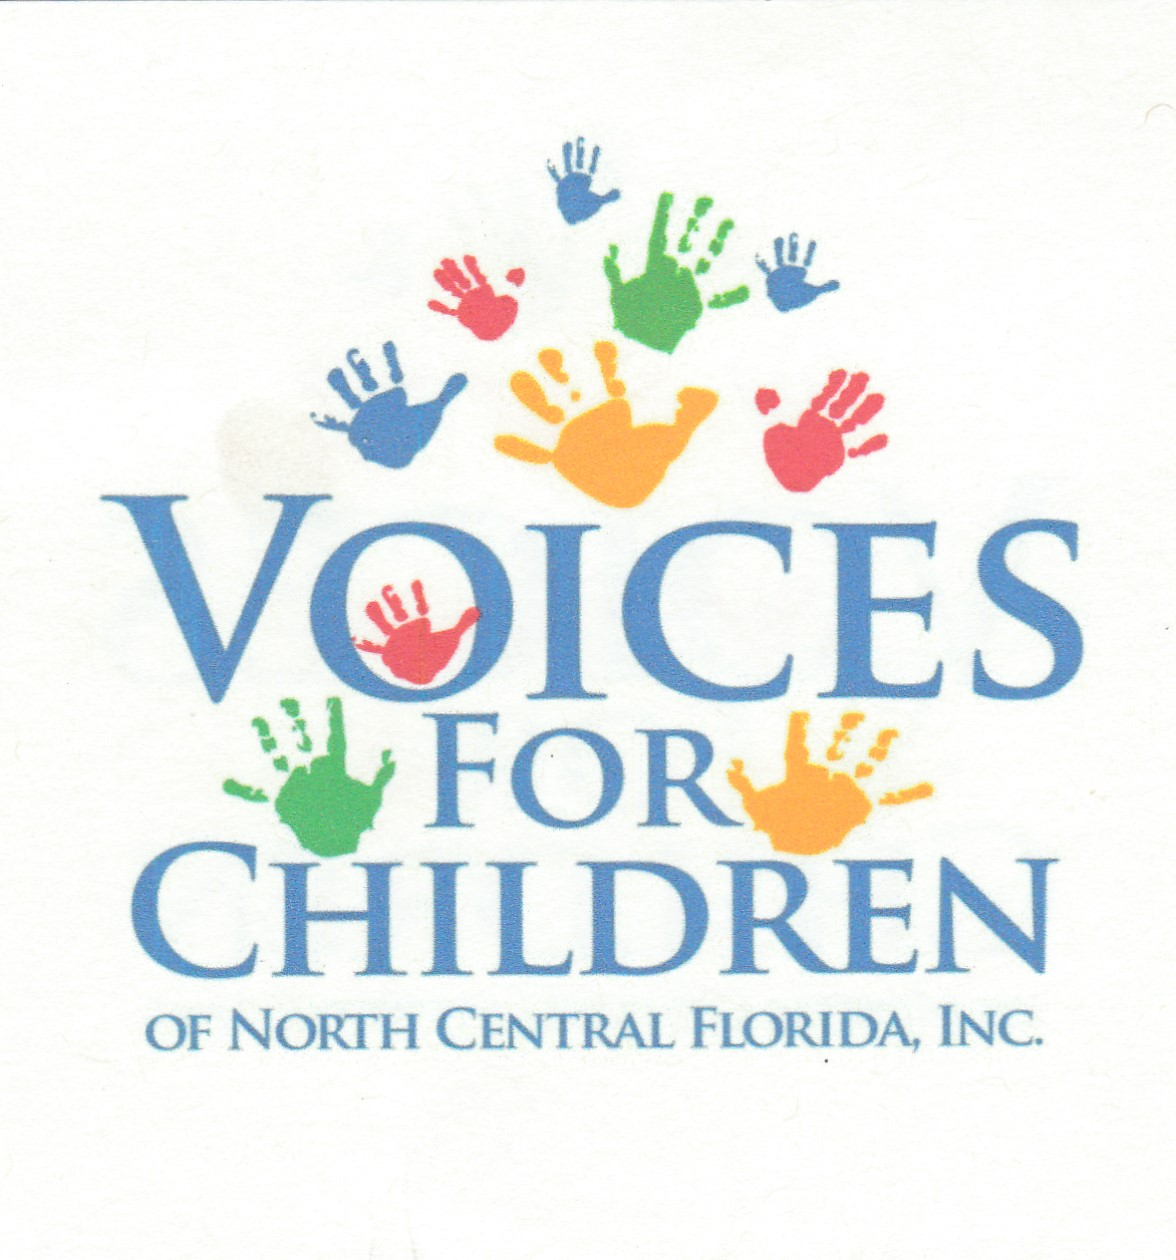 VOICES
FOR
CHILDREN
OF NORTH CENTRAL FLORIDA, INC.